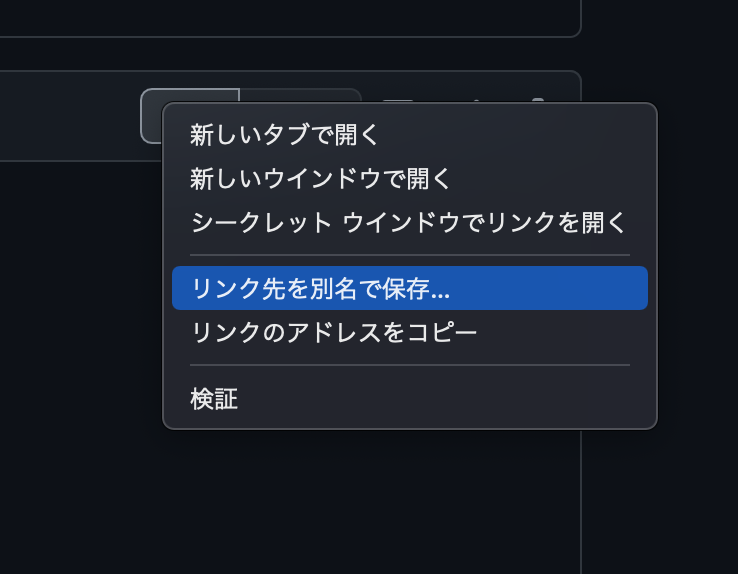 新しいタブで開く
新しいウインドウで開く
シークレット ウインドウでリンクを開く
リンク先を別名で保存...
リンクのアドレスをコピー
検証